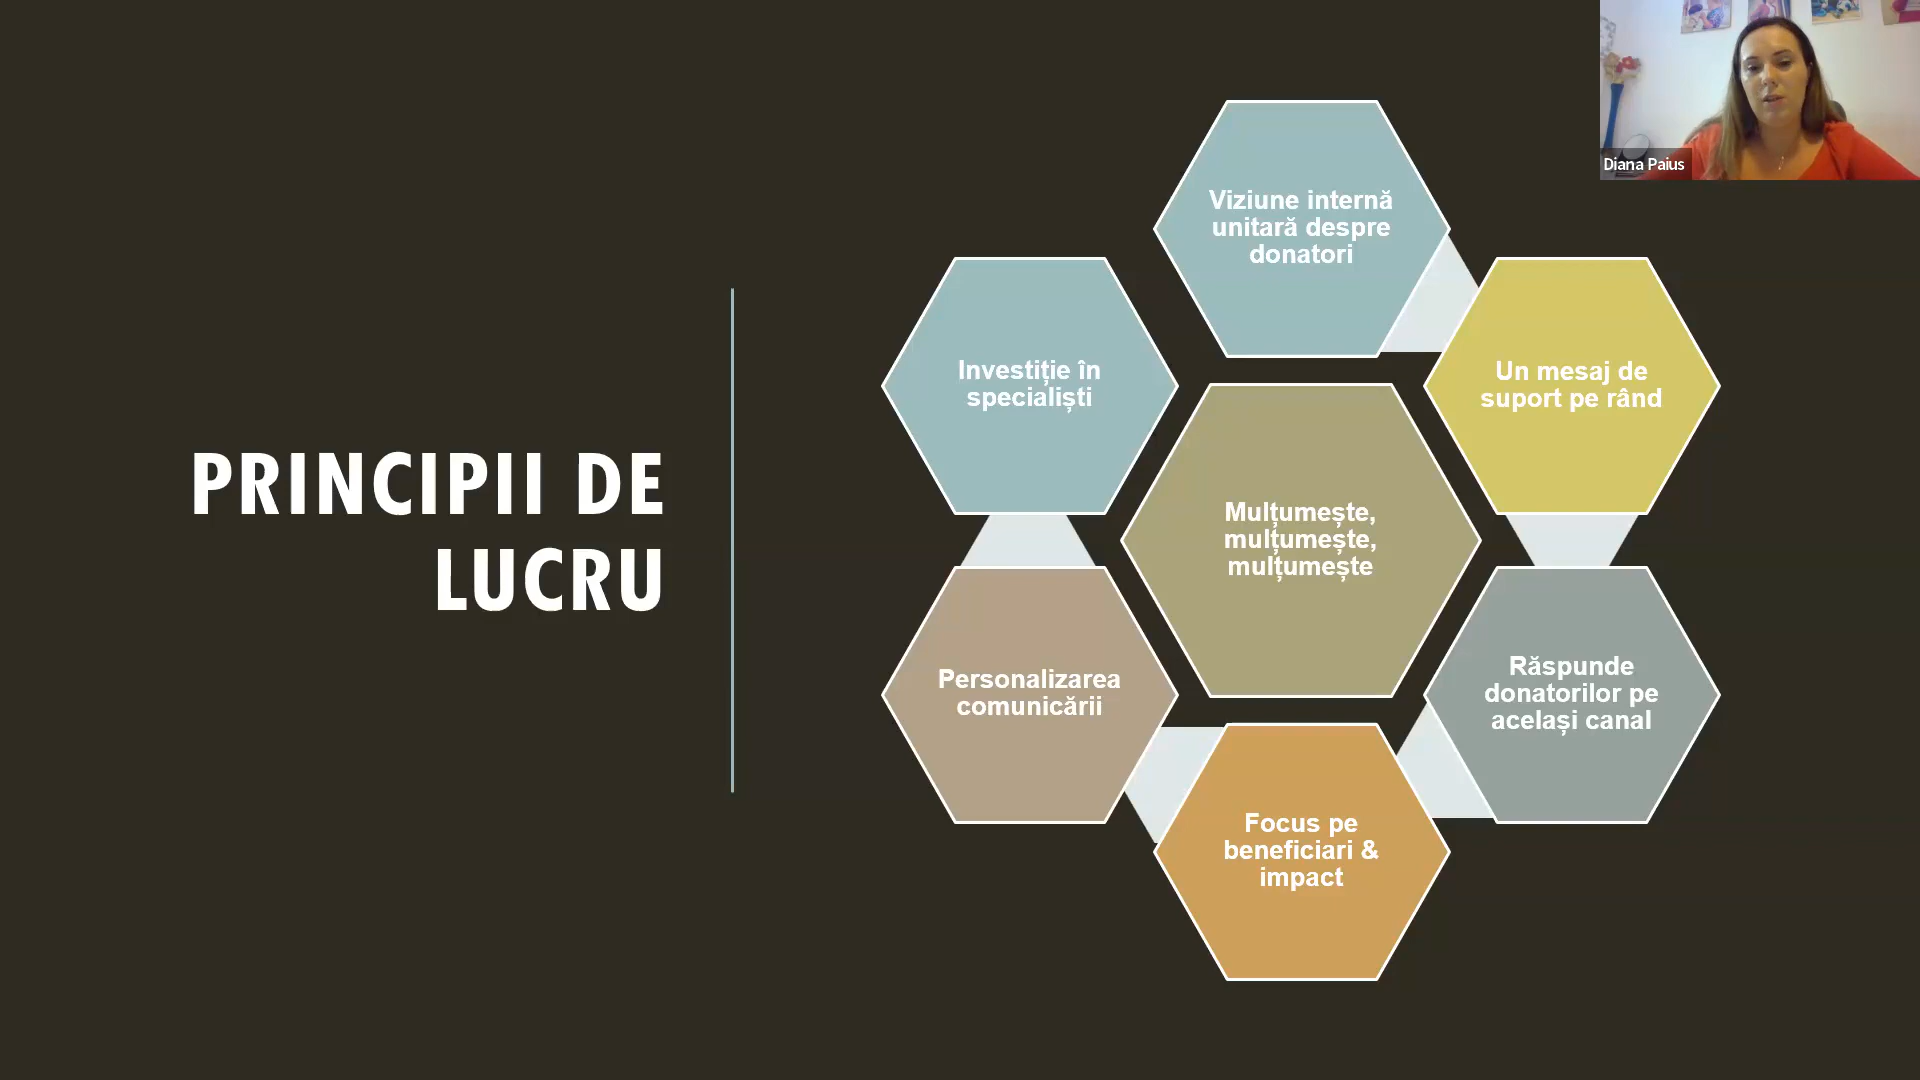 PRINCIPII DE
LUCRU
Viziune internă
unitară despre
donatori
Un mesaj de
suport pe rând
Răspunde
donatorilor pe
același canal
Focus pe
beneficiari &
impact
Personalizarea
comunicării
Investiție în
specialiști
Mulțumește,
mulțumește,
mulțumește
Diana Paius